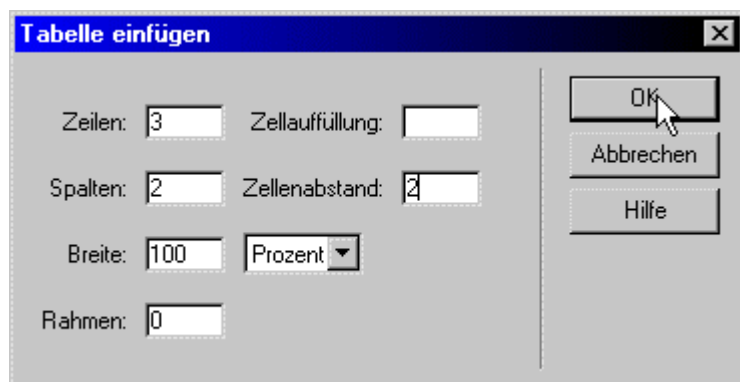 Tabelle einfügen
Zeilen: 3 Zellauffüllung:
OK
Spalten: 2 Zellenabstand: 2
Abbrechen
Breite: 100 Prozent
Hilfe
Rahmen: 0